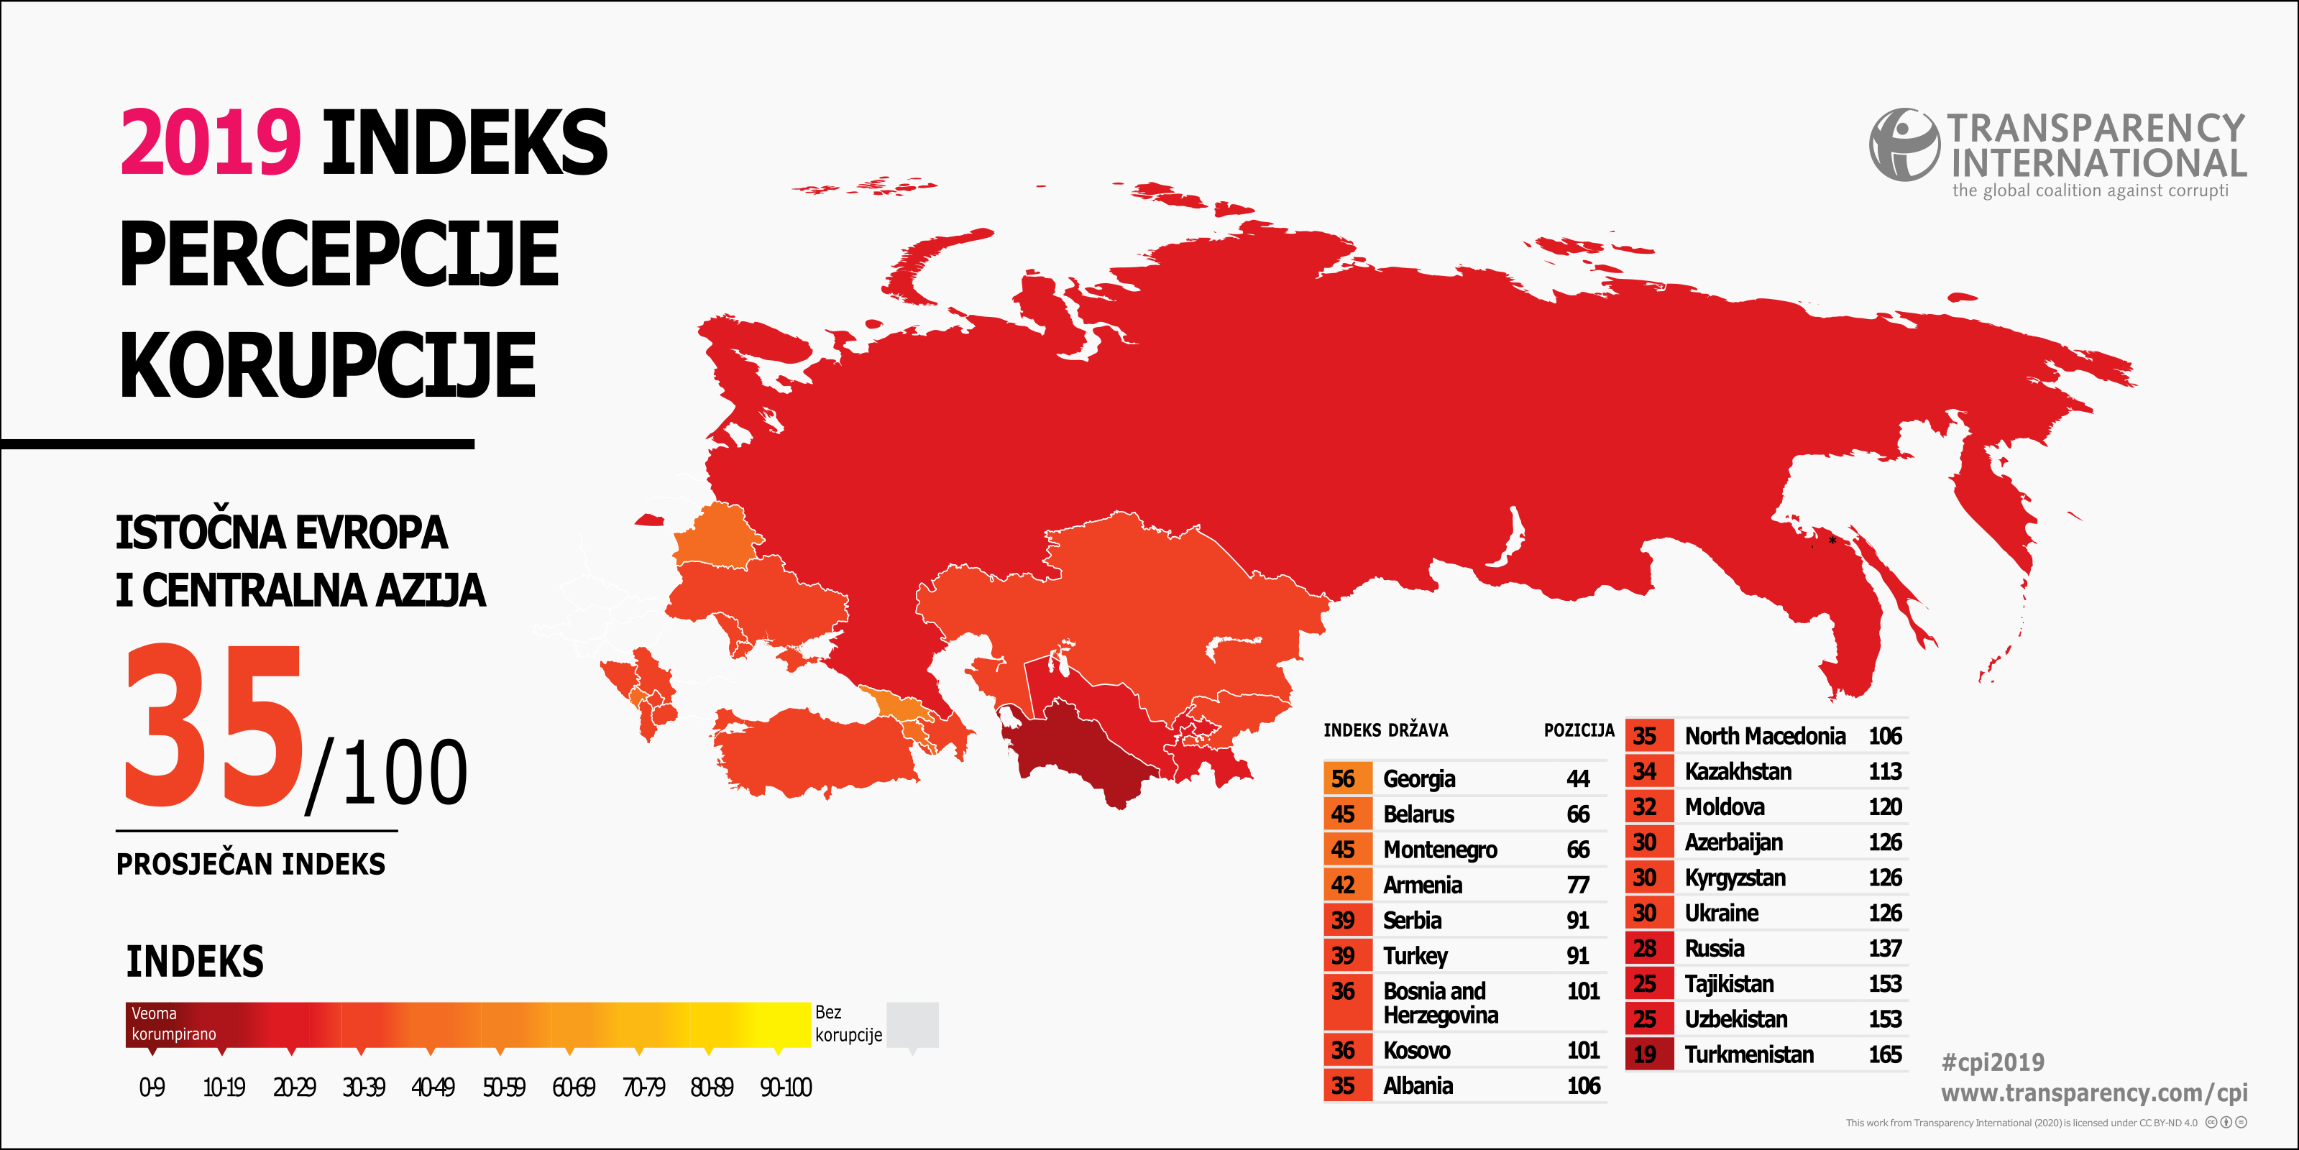 2019 INDEKS
PERCEPCIJE
KORUPCIJE
TRANSPARENCY
INTERNATIONAL
the global coalition against corrupti
ISTOČNA EVROPA
I CENTRALNA AZIJA
35/100
PROSJEČAN INDEKS
*
INDEKS
Veoma
korumpirano
Bez
korupcije
0-9 10-19 20-29 30-39 40-49 50-59 60-69 70-79 80-89 90-100
INDEKS DRŽAVA POZICIJA
56 Georgia 44
45 Belarus 66
45 Montenegro 66
42 Armenia 77
39 Serbia 91
39 Turkey 91
36 Bosnia and 101
Herzegovina
36 Kosovo 101
35 Albania 106
35 North Macedonia 106
34 Kazakhstan 113
32 Moldova 120
30 Azerbaijan 126
30 Kyrgyzstan 126
30 Ukraine 126
28 Russia 137
25 Tajikistan 153
25 Uzbekistan 153
19 Turkmenistan 165
#cpi2019
www.transparency.com/cpi
This work from Transparency International (2020) is licensed under CC BY-ND 4.0